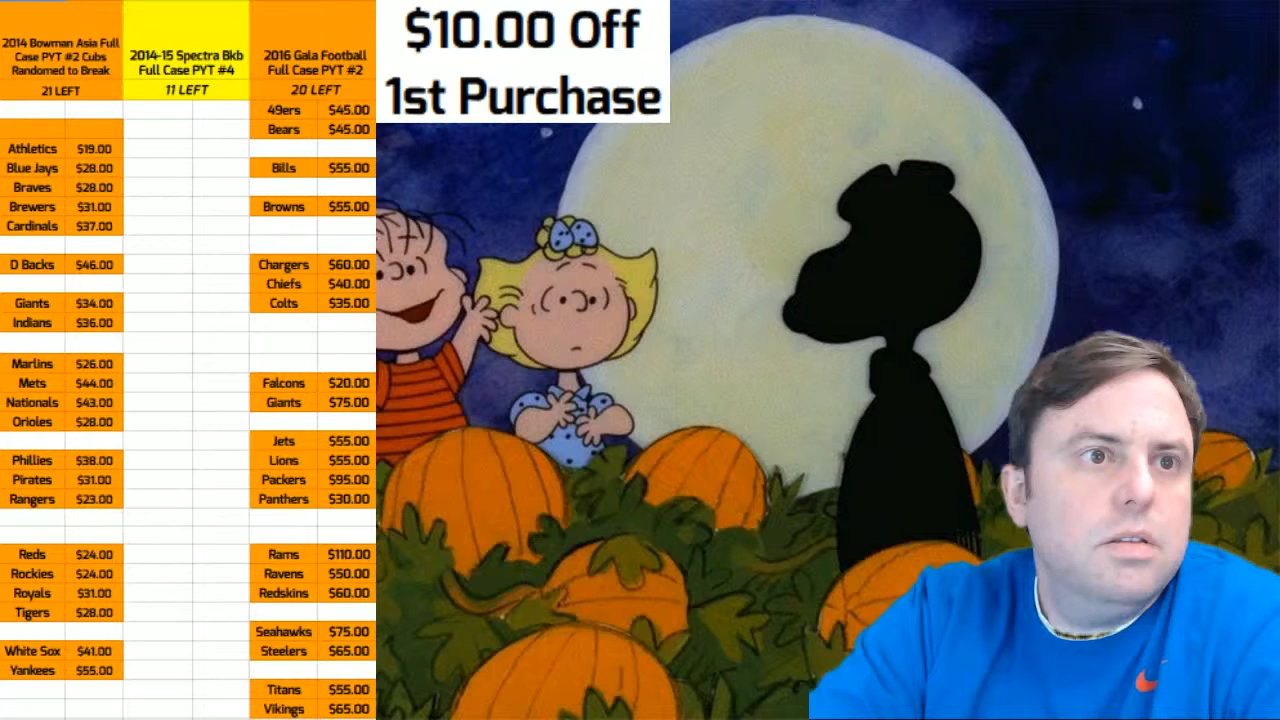 2014 Bowman Asia Full
Case PYT #2 Cubs
Randomed to Break
21 LEFT
Athletics $19.00
Blue Jays $28.00
Braves $28.00
Brewers $31.00
Cardinals $37.00
D Backs $46.00
Giants $34.00
Indians $36.00
Marlins $26.00
Mets $44.00
Nationals $43.00
Orioles $28.00
Phillies $38.00
Pirates $31.00
Rangers $23.00
Reds $24.00
Rockies $24.00
Royals $31.00
Tigers $28.00
White Sox $41.00
Yankees $55.00
2014-15 Spectra Bkb
Full Case PYT #4
11 LEFT
2016 Gala Football
Full Case PYT #2
20 LEFT
49ers $45.00
Bears $45.00
Bills $55.00
Browns $55.00
Chargers $60.00
Chiefs $40.00
Colts $35.00
Falcons $20.00
Giants $75.00
Jets $55.00
Lions $55.00
Packers $95.00
Panthers $30.00
Rams $110.00
Ravens $50.00
Redskins $60.00
Seahawks $75.00
Steelers $65.00
Titans $55.00
Vikings $65.00
$10.00 Off
1st Purchase